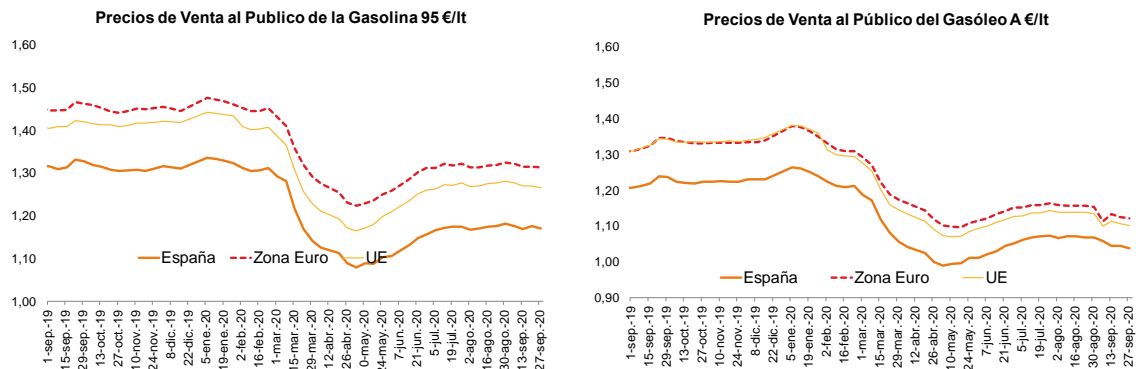 Precios de Venta al Publico de la Gasolina 95 €/lt
1,60
1,50
1,40
1,30
1,20
1,10
1,00
España
Zona Euro
UE
1-sep.-19
15-sep.-19
29-sep.-19
13-oct.-19
27-oct.-19
10-nov.-19
24-nov.-19
8-dic.-19
22-dic.-19
5-ene.-20
19-ene.-20
2-feb.-20
16-feb.-20
1-mar.-20
15-mar.-20
29-mar.-20
12-abr.-20
26-abr.-20
0-may.-20
24-may.-20
7-jun.-20
21-jun.-20
5-jul.-20
19-jul.-20
2-ago.-20
16-ago.-20
30-ago.-20
13-sep.-20
27-sep.-20
Precios de Venta al Público del Gasóleo A €/lt
1,60
1,50
1,40
1,30
1,20
1,10
1,00
0,90
España
Zona Euro
UE
1-sep.-19
15-sep.-19
29-sep.-19
13-oct.-19
27-oct.-19
10-nov.-19
24-nov.-19
8-dic.-19
22-dic.-19
5-ene.-20
19-ene.-20
2-feb.-20
16-feb.-20
1-mar.-20
15-mar.-20
29-mar.-20
12-abr.-20
26-abr.-20
10-may.-20
24-may.-20
7-jun.-20
21-jun.-20
5-jul.-20
19-jul.-20
2-ago.-20
16-ago.-20
30-ago.-20
13-sep.-20
27-sep.-20